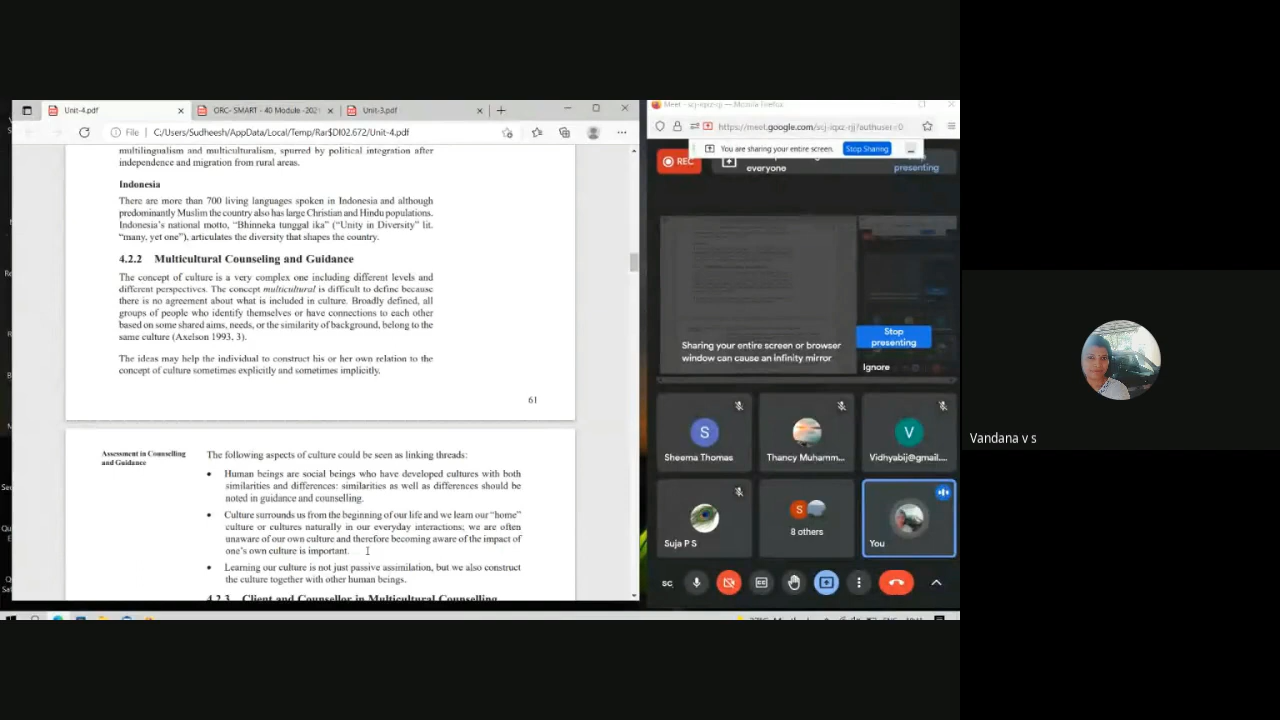 Unit-4.pdf
ORC- SMART - 40 Module -202
Unit-3.pdf
File
C:/Users/Sudheesh/AppData/Local/Temp/Rar$DI02.672/Unit-4.pdf
multilingualism and multiculturalism, spurred by political integration after
independence and migration from rural areas.
Indonesia
There are more than 700 living languages spoken in Indonesia and although
predominantly Muslim the country also has large Christian and Hindu populations.
Indonesia's national motto, “Bhinneka tunggal ika” (“Unity in Diversity” lit.
“many, yet one”), articulates the diversity that shapes the country.
4.2.2 Multicultural Counseling and Guidance
The concept of culture is a very complex one including different levels and
different perspectives. The concept multicultural is difficult to define because
there is no agreement about what is included in culture. Broadly defined, all
groups of people who identify themselves or have connections to each other
based on some shared aims, needs, or the similarity of background, belong to the
same culture (Axelson 1993, 3).
The ideas may help the individual to construct his or her own relation to the
concept of culture sometimes explicitly and sometimes implicitly.
61
Assessment in Counselling
and Guidance
The following aspects of culture could be seen as linking threads:
• Human beings are social beings who have developed cultures with both
similarities and differences: similarities as well as differences should be
noted in guidance and counselling.
• Culture surrounds us from the beginning of our life and we learn our “home”
culture or cultures naturally in our everyday interactions; we are often
unaware of our own culture and therefore becoming aware of the impact of
one's own culture is important.
• Learning our culture is not just passive assimilation, but we also construct
the culture together with other human beings.
4.2.3 Client and Counsellor in Multicultural Counselling
You are sharing your entire screen.
Stop Sharing
REC
everyone
presenting
Sharing your entire screen or browser
window can cause an infinity mirror
Stop
presenting
Ignore
S
Sheema Thomas
Thancy Muhamm...
V
Vidhyabij@gmail....
Suja P S
S
8 others
You
Vandana v s